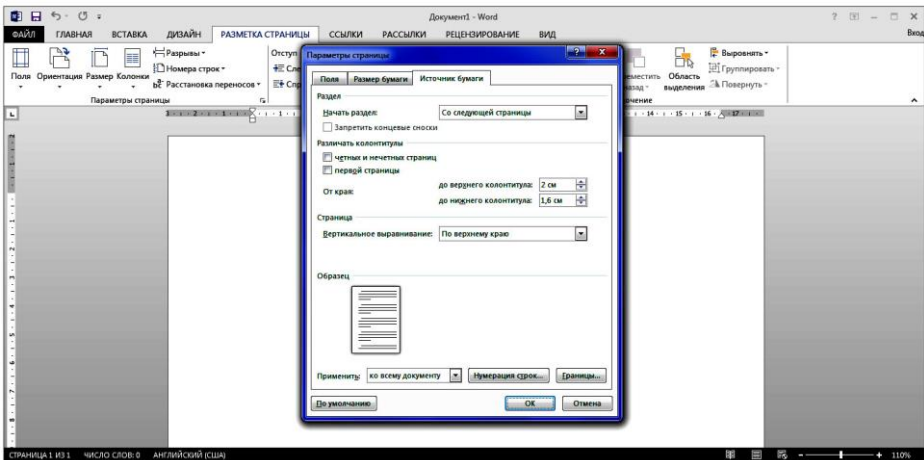 Документ1 - Word
ФАЙЛ ГЛАВНАЯ ВСТАВКА ДИЗАЙН РАЗМЕТКА СТРАНИЦЫ ССЫЛКИ РАССЫЛКИ РЕЦЕНЗИРОВАНИЕ ВИД Вход
Поля Ориентация Размер Колонки
Разрывы
Номера строк
Расстановка переносов
Параметры страницы
Отступ
Область выделения
Выровнять
Группировать
Повернуть
Параметры страницы
Поля Размер бумаги Источник бумаги
Раздел
Начать раздел: Со следующей страницы
Запретить концевые сноски
Различать колонтитулы
четных и нечетных страниц
первой страницы
От края: до верхнего колонтитула: 2 см
до нижнего колонтитула: 1,6 см
Страница
Вертикальное выравнивание: По верхнему краю
Образец
Применить: ко всему документу Нумерация строк... Границы...
По умолчанию ОК Отмена
СТРАНИЦА 1 ИЗ 1 ЧИСЛО СЛОВ: 0 АНГЛИЙСКИЙ (США) 110%